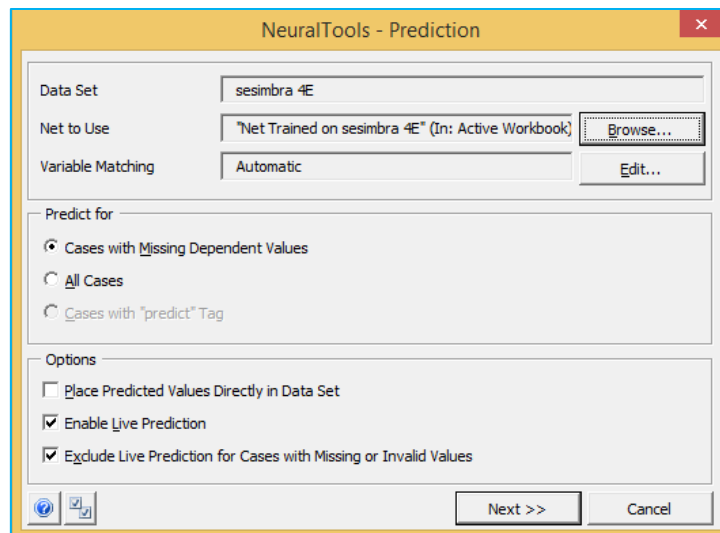 NeuralTools - Prediction
Data Set
sesimbra 4E
Net to Use
"Net Trained on sesimbra 4E" (In: Active Workbook)
Browse...
Variable Matching
Automatic
Edit...
Predict for
Cases with Missing Dependent Values
All Cases
Cases with "predict" Tag
Options
Place Predicted Values Directly in Data Set
Enable Live Prediction
Exclude Live Prediction for Cases with Missing or Invalid Values
Next >>
Cancel